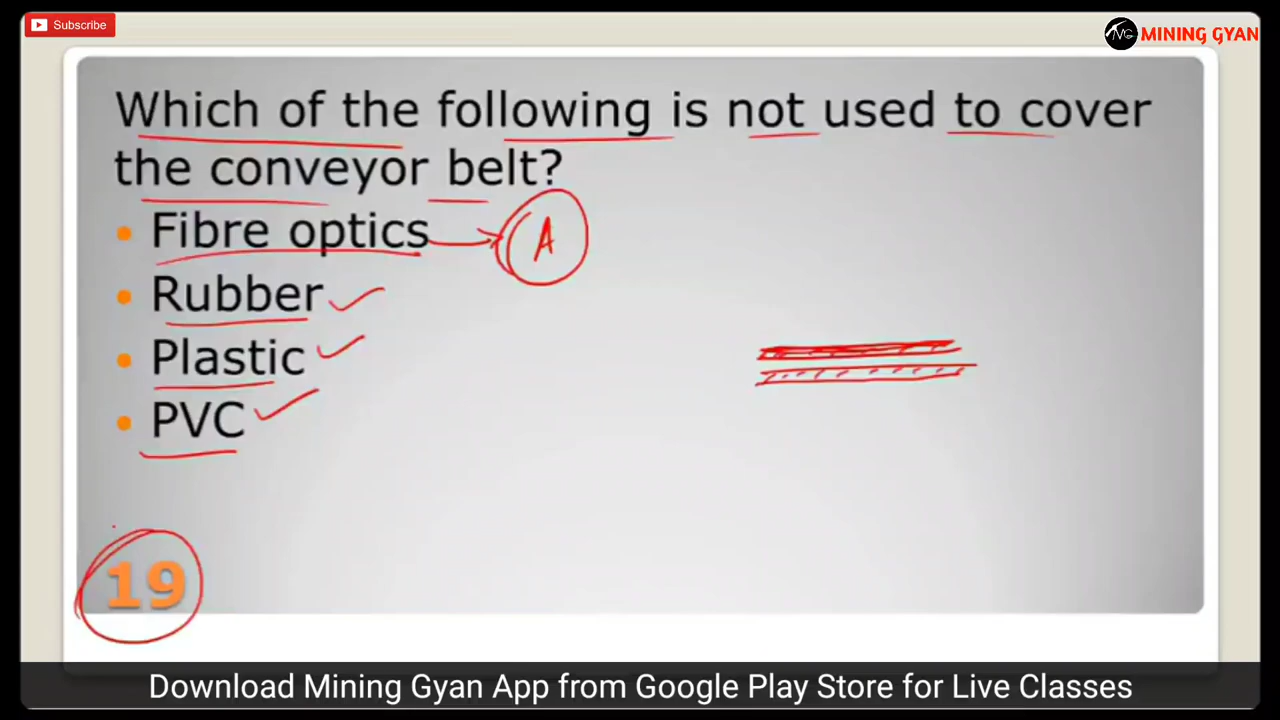 Subscribe
MINING GYAN
Which of the following is not used to cover
the conveyor belt?
Fibre optics
A
Rubber
Plastic
PVC
19
Download Mining Gyan App from Google Play Store for Live Classes